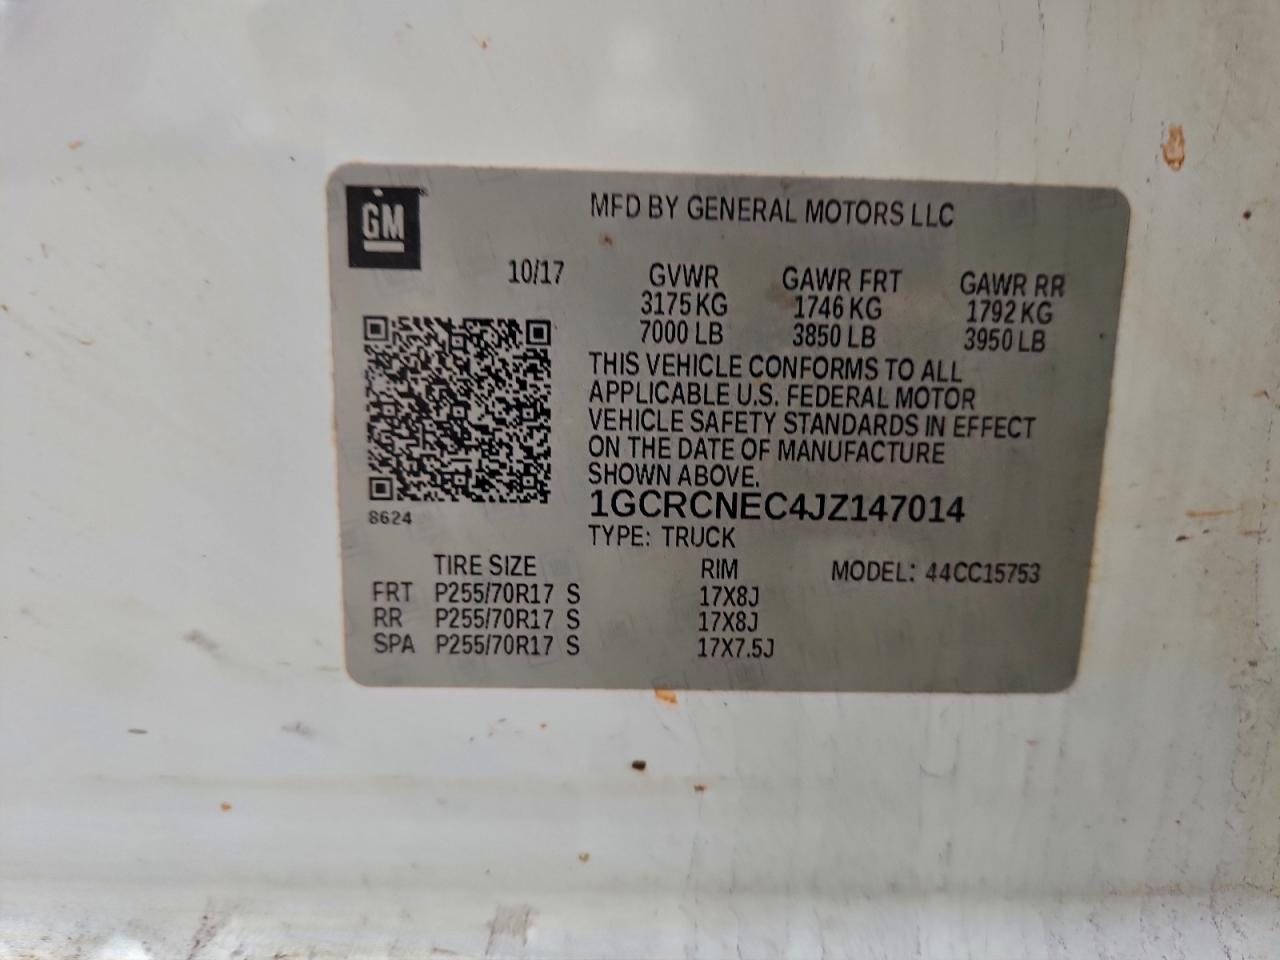 GM
MFD BY GENERAL MOTORS LLC
10/17 GVWR GAWR FRT GAWR RR
3175 KG 1746 KG 1792 KG
7000 LB 3850 LB 3950 LB
THIS VEHICLE CONFORMS TO ALL
APPLICABLE U.S. FEDERAL MOTOR
VEHICLE SAFETY STANDARDS IN EFFECT
ON THE DATE OF MANUFACTURE
SHOWN ABOVE.
1GCRCNEC4JZ147014
8624
TYPE: TRUCK
TIRE SIZE RIM MODEL: 44CC15753
FRT P255/70R17 S 17X8J
RR P255/70R17 S 17X8J
SPA P255/70R17 S 17X7.5J